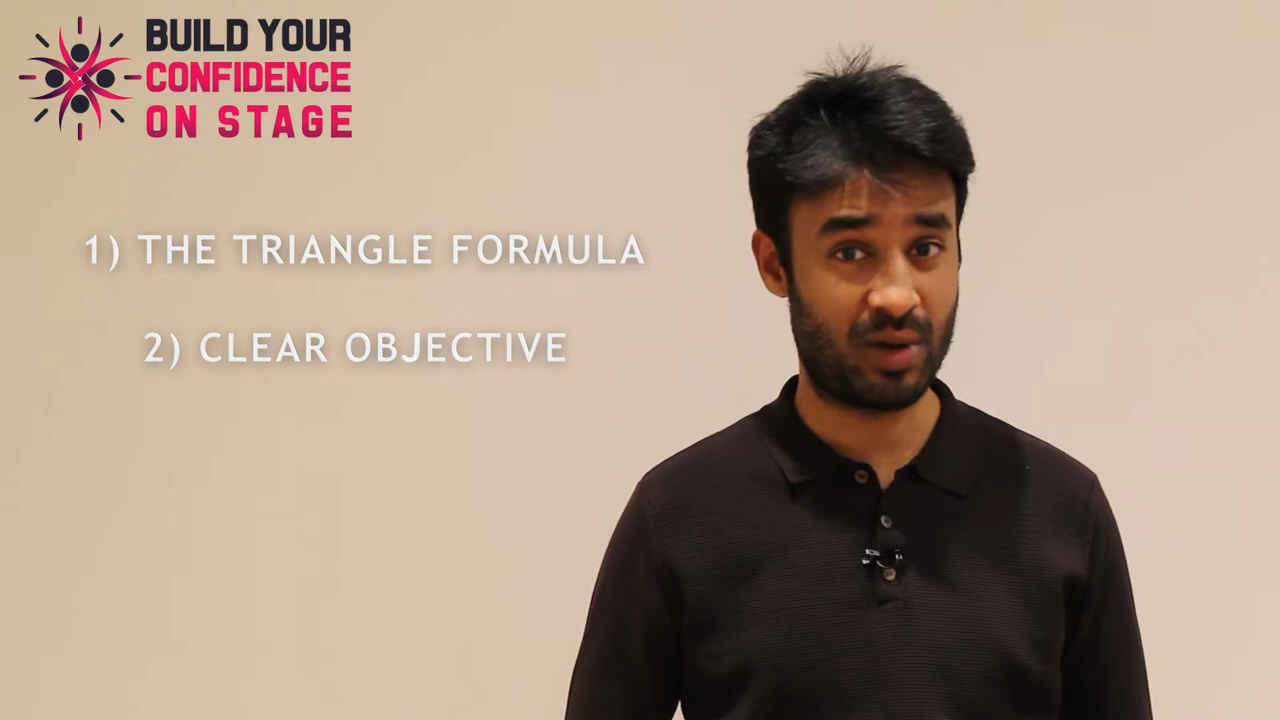 BUILD YOUR
CONFIDENCE
ON STAGE
1) THE TRIANGLE FORMULA
2) CLEAR OBJECTIVE